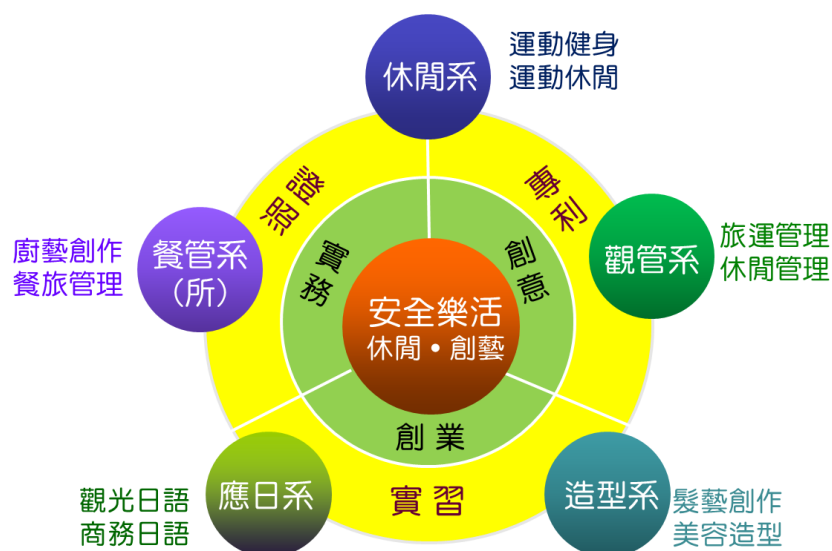 休閒系
運動健身
運動休閒
證照
專利
餐管系
(所)
廚藝創作
餐旅管理
實務
創意
觀管系
旅運管理
休閒管理
安全樂活
休閒•創藝
創業
實習
應日系
觀光日語
商務日語
造型系
髮藝創作
美容造型